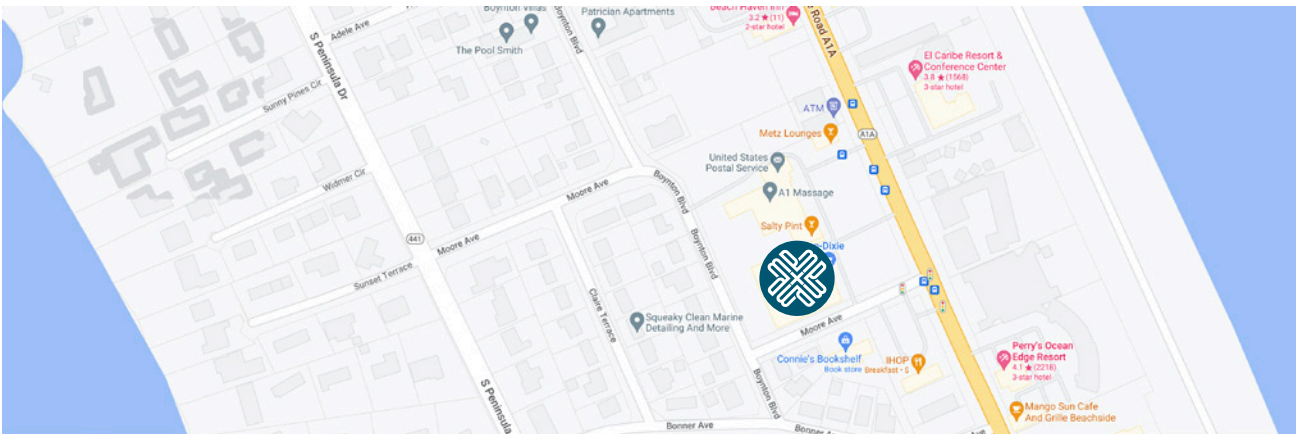 Boynton Villas
Patrician Apartments
Beach Haven Inn
3.2 ★ (11)
2-star hotel
Road A1A
Adele Ave
S Peninsula Dr
The Pool Smith
Boynton Blvd
El Caribe Resort &
Conference Center
3.8 ★ (1568)
3-star hotel
Sunny Pines Cir
ATM
Metz Lounges
A1A
United States
Postal Service
Widmer Cir
Moore Ave
Boynton Blvd
A1 Massage
Salty Pint
441
Moore Ave
Boynton Blvd
-Dixie
Sunset Terrace
Claire Terrace
Squeaky Clean Marine
Detailing And More
Moore Ave
Connie's Bookshelf
Book store
IHOP
Breakfast • $
Perry's Ocean
Edge Resort
4.1 ★ (2218)
3-star hotel
S Peninsula
Boynton Blvd
Mango Sun Cafe
And Grille Beachside
Bonner Ave
Bonner